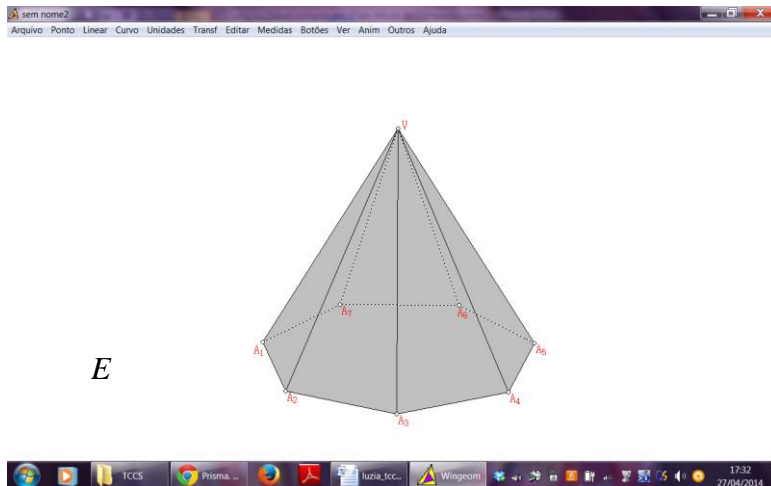 sem nome2
Arquivo Ponto Linear Curvo Unidades Transf Editar Medidas Botões Ver Anim Outros Ajuda
V
A7 A6
A1 A5
E
A2 A4
A3
TCCS Prisma. ... luzia_tcc... Wingeom 17:32
27/04/2014